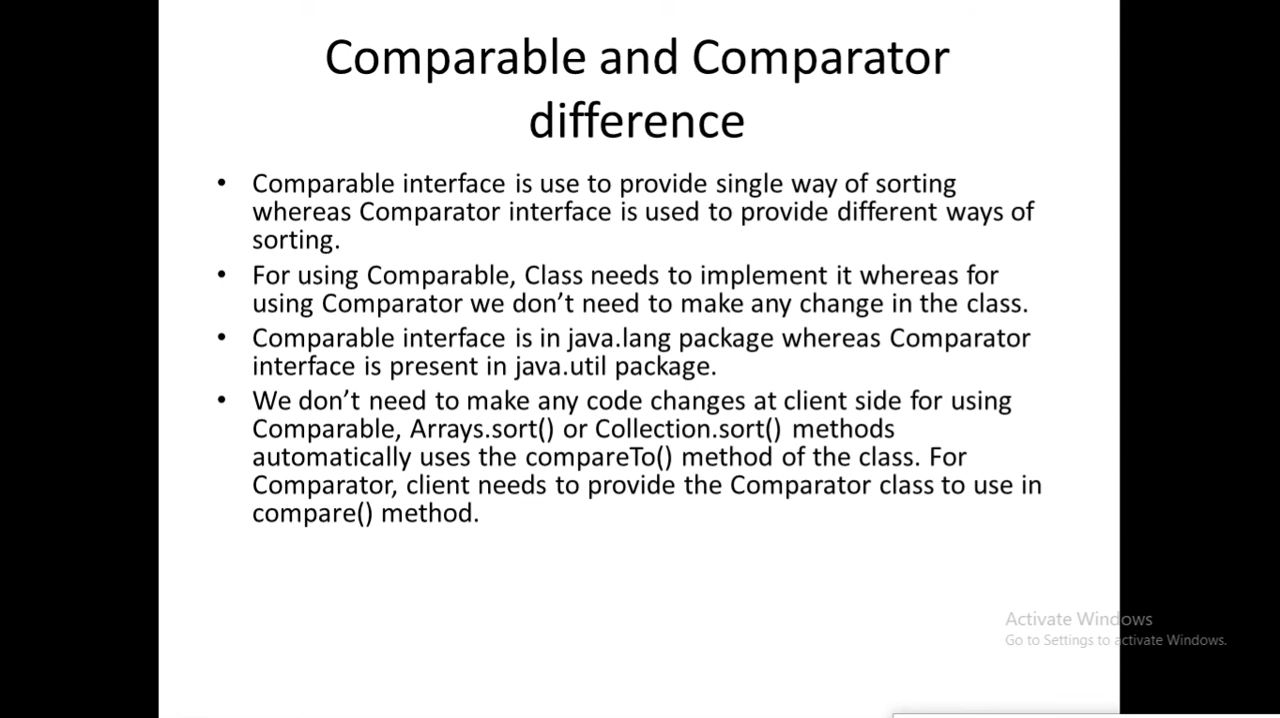 Comparable and Comparator
difference
• Comparable interface is use to provide single way of sorting
whereas Comparator interface is used to provide different ways of
sorting.
• For using Comparable, Class needs to implement it whereas for
using Comparator we don’t need to make any change in the class.
• Comparable interface is in java.lang package whereas Comparator
interface is present in java.util package.
• We don’t need to make any code changes at client side for using
Comparable, Arrays.sort() or Collection.sort() methods
automatically uses the compareTo() method of the class. For
Comparator, client needs to provide the Comparator class to use in
compare() method.
Activate Windows
Go to Settings to activate Windows.